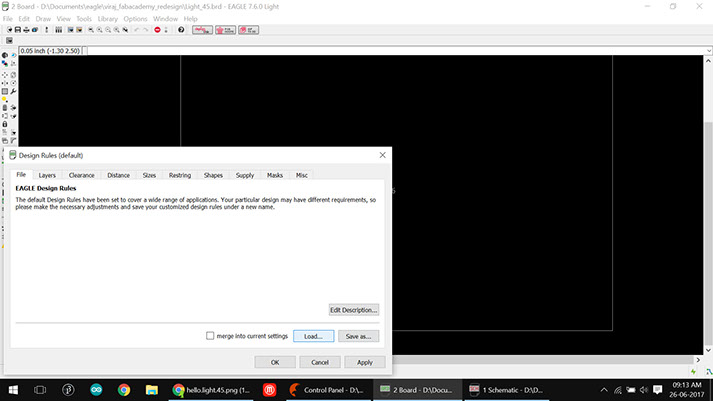 2 Board - D:\Documents\eagle\viraj_fabacademy_redesign\Light_45.brd - EAGLE 7.6.0 Light
File Edit Draw View Tools Library Options Window Help
0.05 inch (-1.30 2.50)
Design Rules (default)
File Layers Clearance Distance Sizes Restring Shapes Supply Masks Misc
EAGLE Design Rules
The default Design Rules have been set to cover a wide range of applications. Your particular design may have different requirements, so
please make the necessary adjustments and save your customized design rules under a new name.
Edit Description...
merge into current settings Load... Save as...
OK Cancel Apply
hello.light.45.png (1... Control Panel - D:\... 2 Board - D:\Docu... 1 Schematic - D:\D...
09:13 AM
26-06-2017